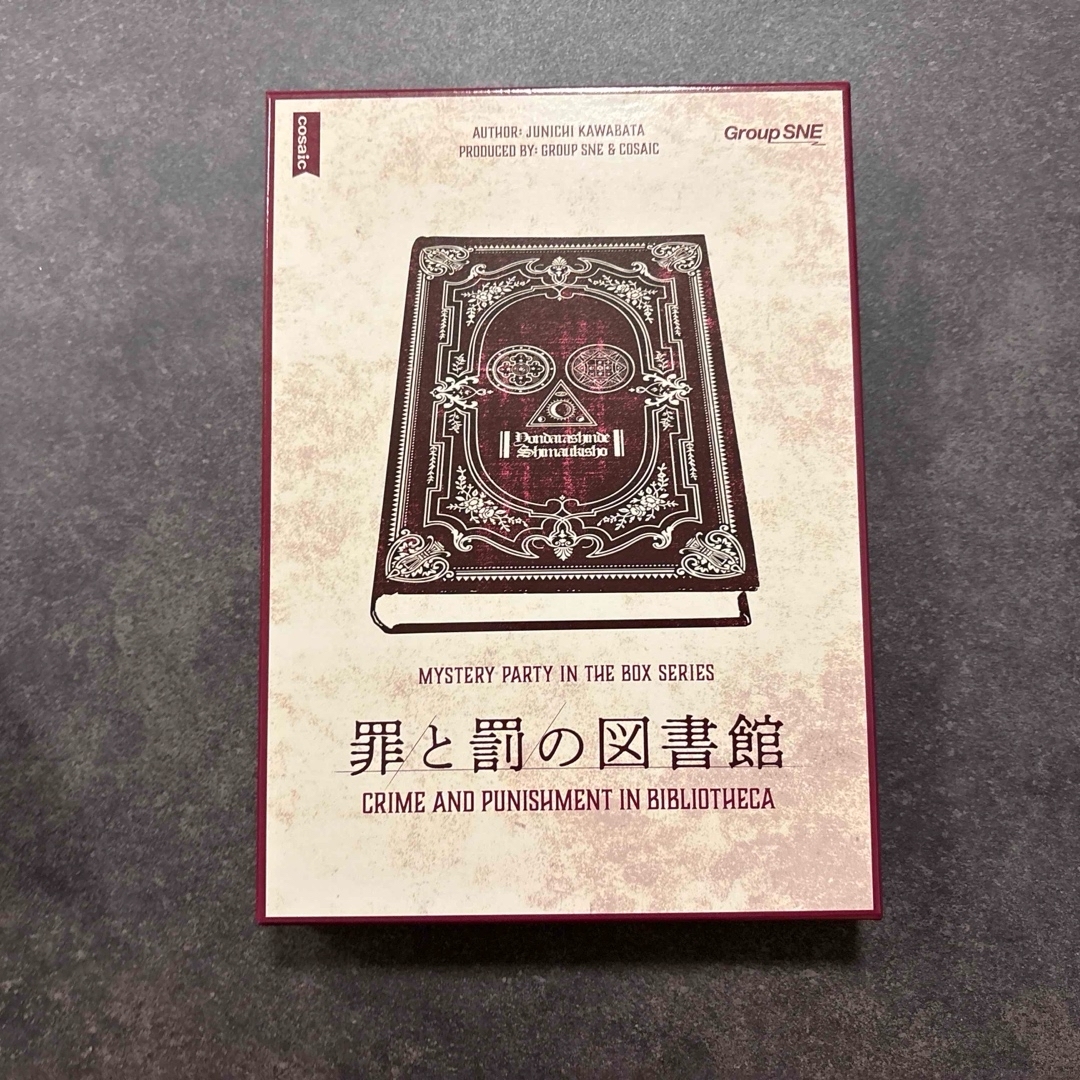 cosaic
AUTHOR: JUNICHI KAWABATA
PRODUCED BY: GROUP SNE & COSAIC
Group SNE
Yondarashinde
Shimaukisho
MYSTERY PARTY IN THE BOX SERIES
罪と罰の図書館
CRIME AND PUNISHMENT IN BIBLIOTHECA